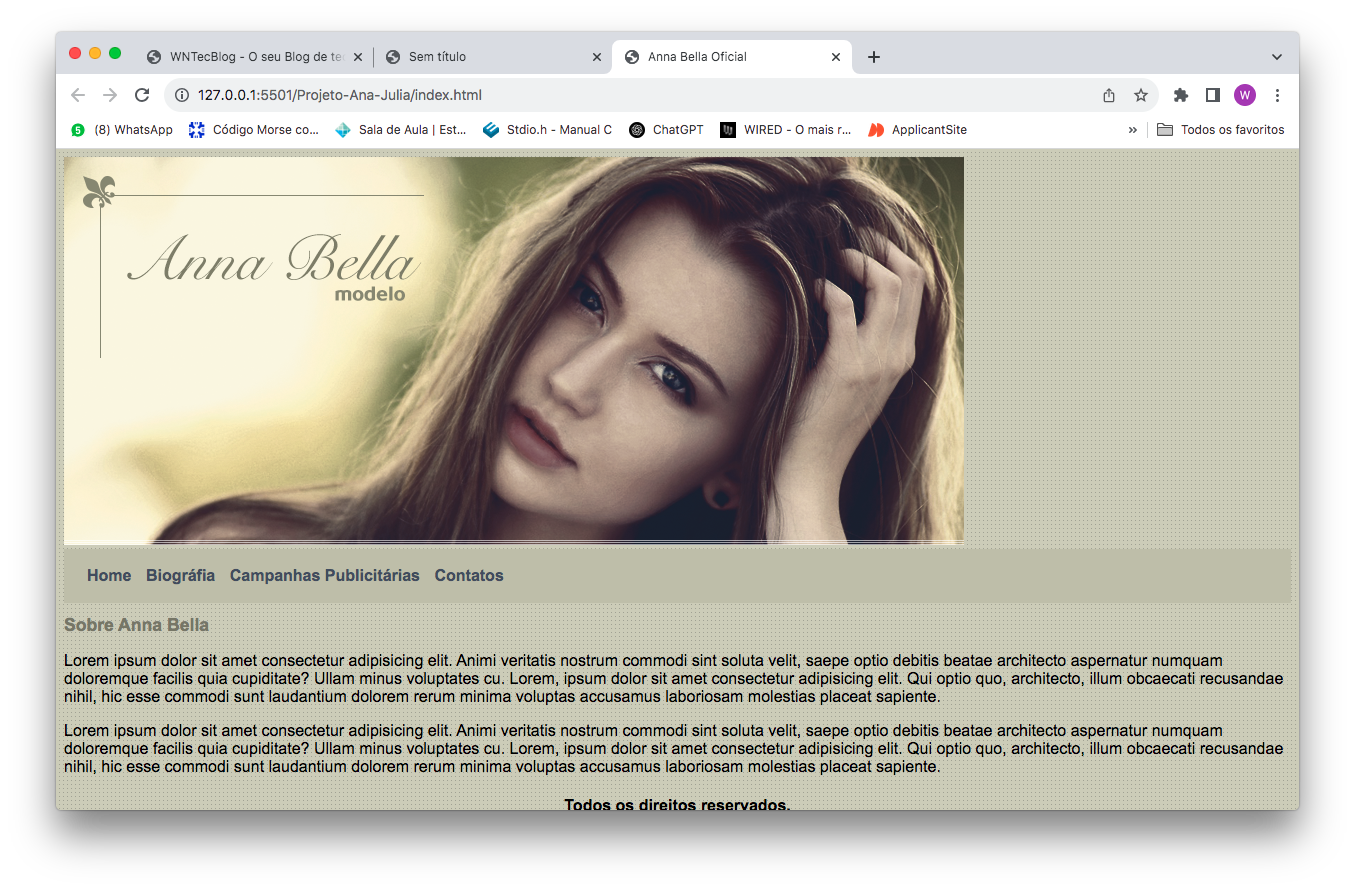 WNTecBlog - O seu Blog de tec
Sem título
Anna Bella Oficial
127.0.0.1:5501/Projeto-Ana-Julia/index.html
W
5
(8) WhatsApp
Código Morse co...
Sala de Aula | Est...
Stdio.h - Manual C
ChatGPT
WIRED - O mais r...
ApplicantSite
»
Todos os favoritos
Anna Bella
modelo
Home Biográfia Campanhas Publicitárias Contatos
Sobre Anna Bella
Lorem ipsum dolor sit amet consectetur adipisicing elit. Animi veritatis nostrum commodi sint soluta velit, saepe optio debitis beatae architecto aspernatur numquam
doloremque facilis quia cupiditate? Ullam minus voluptates cu. Lorem, ipsum dolor sit amet consectetur adipisicing elit. Qui optio quo, architecto, illum obcaecati recusandae
nihil, hic esse commodi sunt laudantium dolorem rerum minima voluptas accusamus laboriosam molestias placeat sapiente.
Lorem ipsum dolor sit amet consectetur adipisicing elit. Animi veritatis nostrum commodi sint soluta velit, saepe optio debitis beatae architecto aspernatur numquam
doloremque facilis quia cupiditate? Ullam minus voluptates cu. Lorem, ipsum dolor sit amet consectetur adipisicing elit. Qui optio quo, architecto, illum obcaecati recusandae
nihil, hic esse commodi sunt laudantium dolorem rerum minima voluptas accusamus laboriosam molestias placeat sapiente.
Todos os direitos reservados.